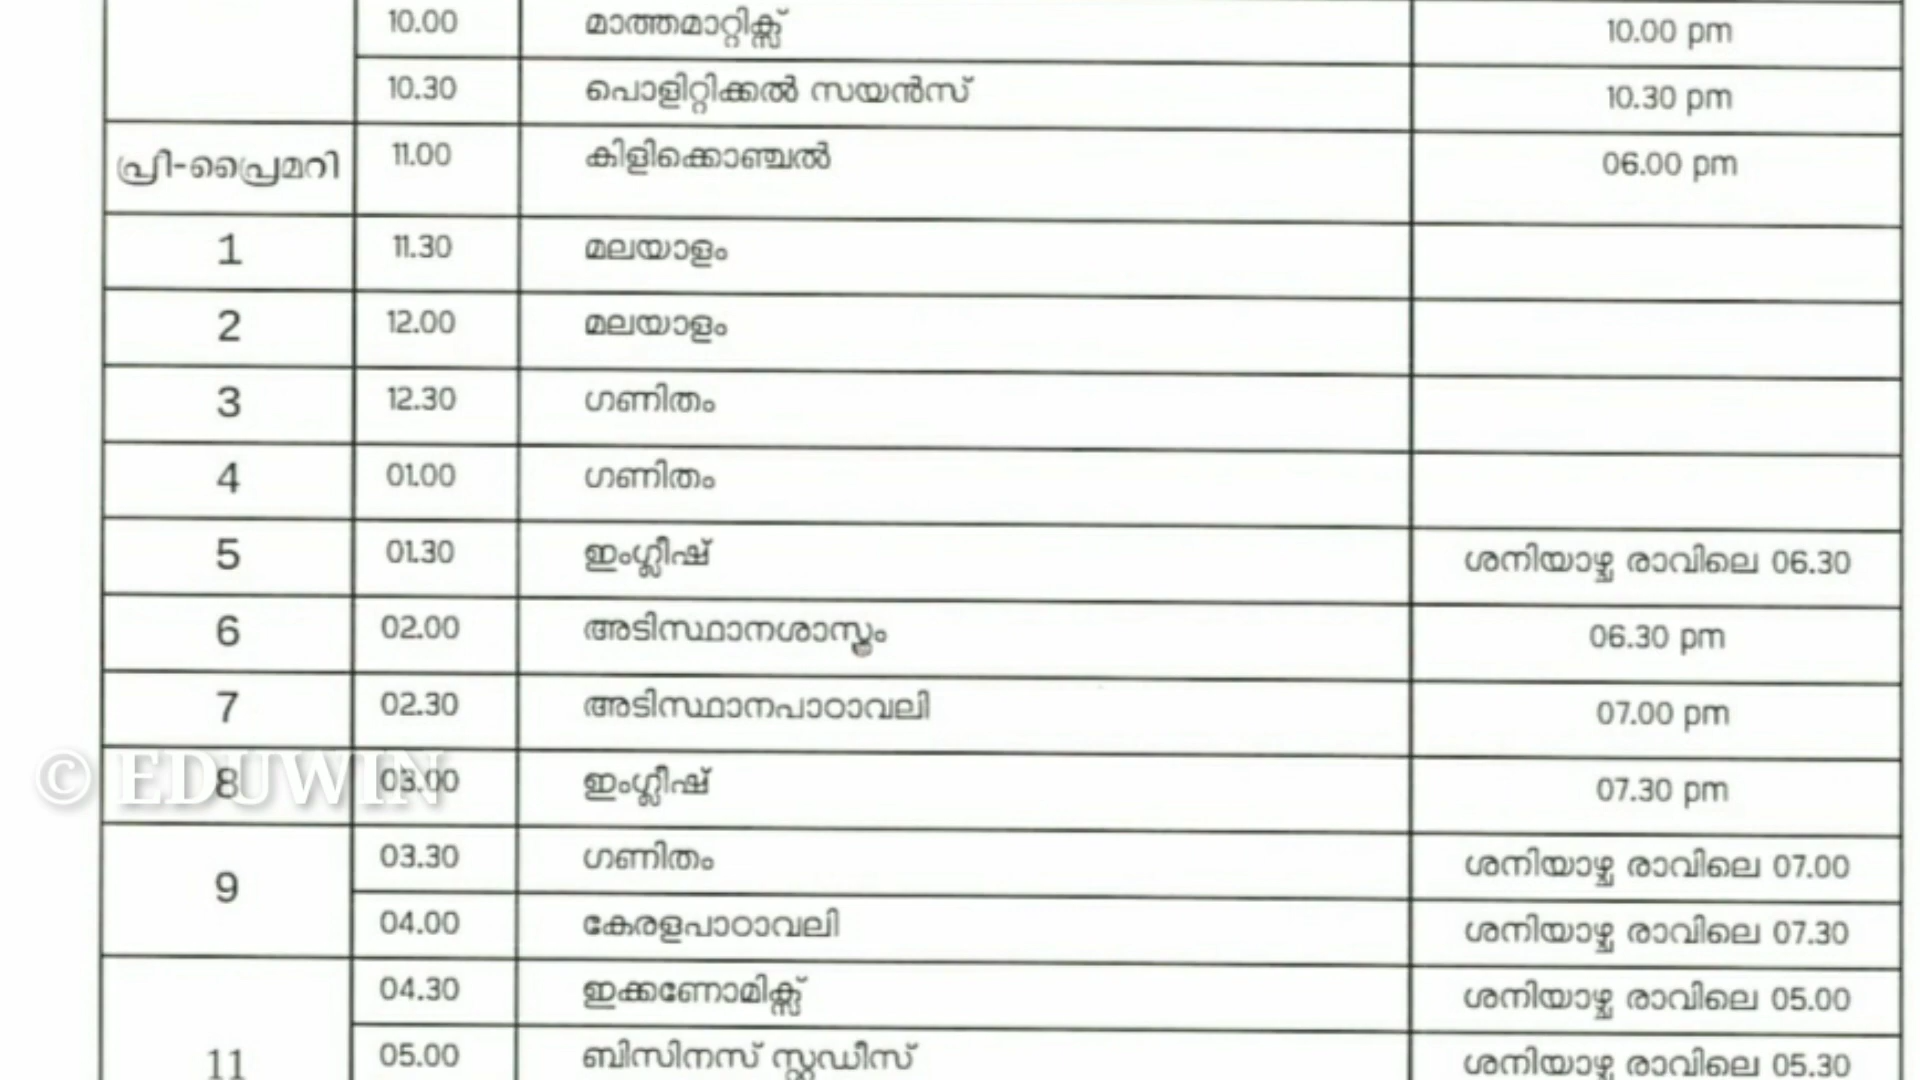 10.00 മാത്തമാറ്റിക്സ് 10.00 pm
10.30 പൊളിറ്റിക്കൽ സയൻസ് 10.30 pm
പ്രീ-പ്രൈമറി 11.00 കിളിക്കൊഞ്ചൽ 06.00 pm
1 11.30 മലയാളം
2 12.00 മലയാളം
3 12.30 ഗണിതം
4 01.00 ഗണിതം
5 01.30 ഇംഗ്ലീഷ് ശനിയാഴ്ച രാവിലെ 06.30
6 02.00 അടിസ്ഥാനശാസ്ത്രം 06.30 pm
7 02.30 അടിസ്ഥാനപാഠാവലി 07.00 pm
© EDUWIN
8 03.00 ഇംഗ്ലീഷ് 07.30 pm
9 03.30 ഗണിതം ശനിയാഴ്ച രാവിലെ 07.00
04.00 കേരളപാഠാവലി ശനിയാഴ്ച രാവിലെ 07.30
04.30 ഇക്കണോമിക്സ് ശനിയാഴ്ച രാവിലെ 05.00
11 05.00 ബിസിനസ് സ്റ്റഡീസ് ശനിയാഴ്ച രാവിലെ 05.30